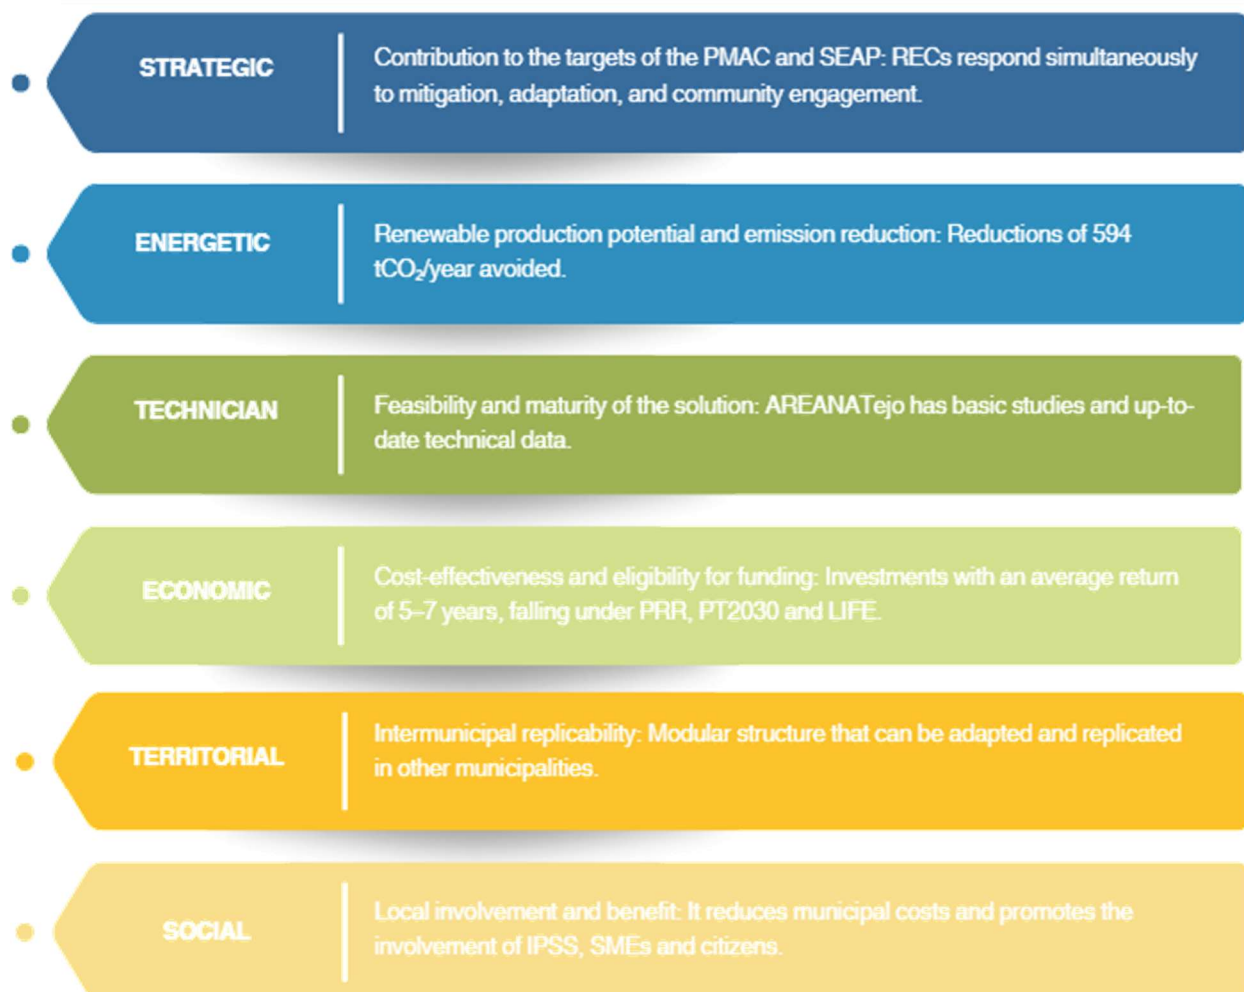 STRATEGIC
Contribution to the targets of the PMAC and SEAP: RECs respond simultaneously
to mitigation, adaptation, and community engagement.
ENERGETIC
Renewable production potential and emission reduction: Reductions of 594
tCO₂/year avoided.
TECHNICIAN
Feasibility and maturity of the solution: AREANATejo has basic studies and up-to-
date technical data.
ECONOMIC
Cost-effectiveness and eligibility for funding: Investments with an average return
of 5–7 years, falling under PRR, PT2030 and LIFE.
TERRITORIAL
Intermunicipal replicability: Modular structure that can be adapted and replicated
in other municipalities.
SOCIAL
Local involvement and benefit: It reduces municipal costs and promotes the
involvement of IPSS, SMEs and citizens.